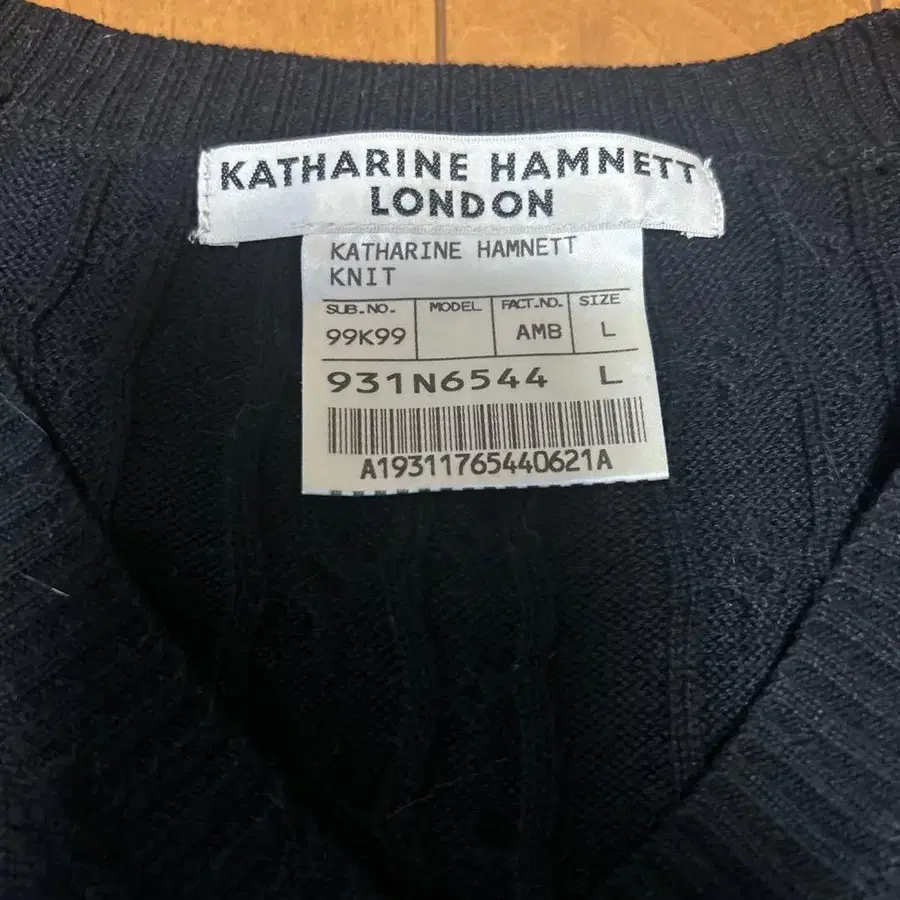 KATHARINE HAMNETT
LONDON
KATHARINE HAMNETT
KNIT
SUB.NO. MODEL FACT.NO. SIZE
99K99 AMB L
931N6544 L
A19311765440621A